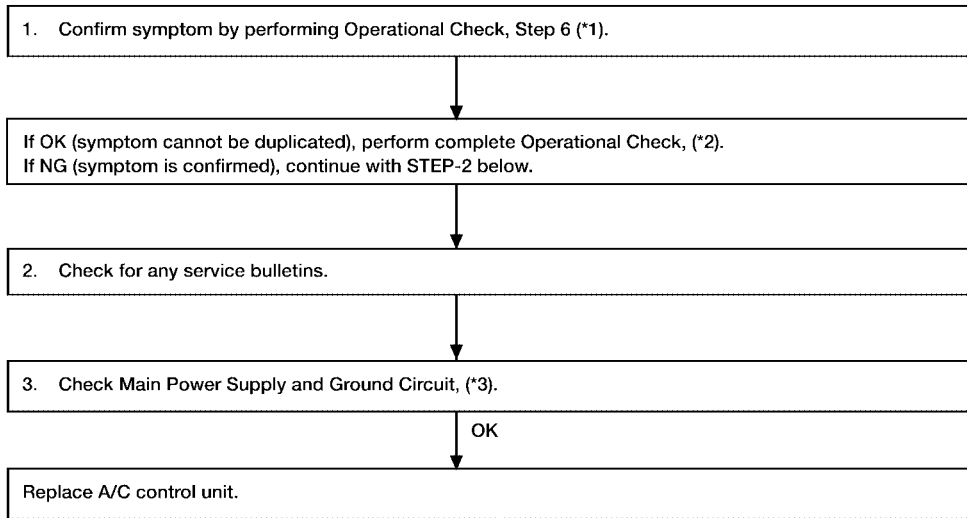 1. Confirm symptom by performing Operational Check, Step 6 (*1).
If OK (symptom cannot be duplicated), perform complete Operational Check, (*2).
If NG (symptom is confirmed), continue with STEP-2 below.
2. Check for any service bulletins.
3. Check Main Power Supply and Ground Circuit, (*3).
OK
Replace A/C control unit.